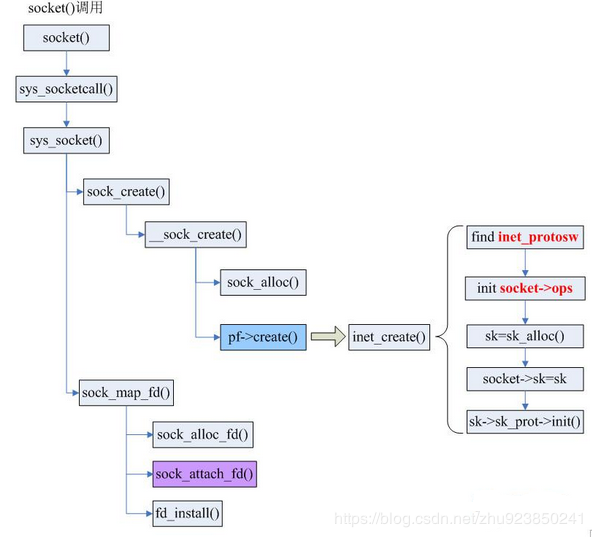 socket()调用
socket()
sys_socketcall()
sys_socket()
sock_create()
__sock_create()
sock_alloc()
pf->create()
inet_create()
find inet_protosw
init socket->ops
sk=sk_alloc()
socket->sk=sk
sk->sk_prot->init()
sock_map_fd()
sock_alloc_fd()
sock_attach_fd()
fd_install()
https://blog.csdn.net/zhu923850241